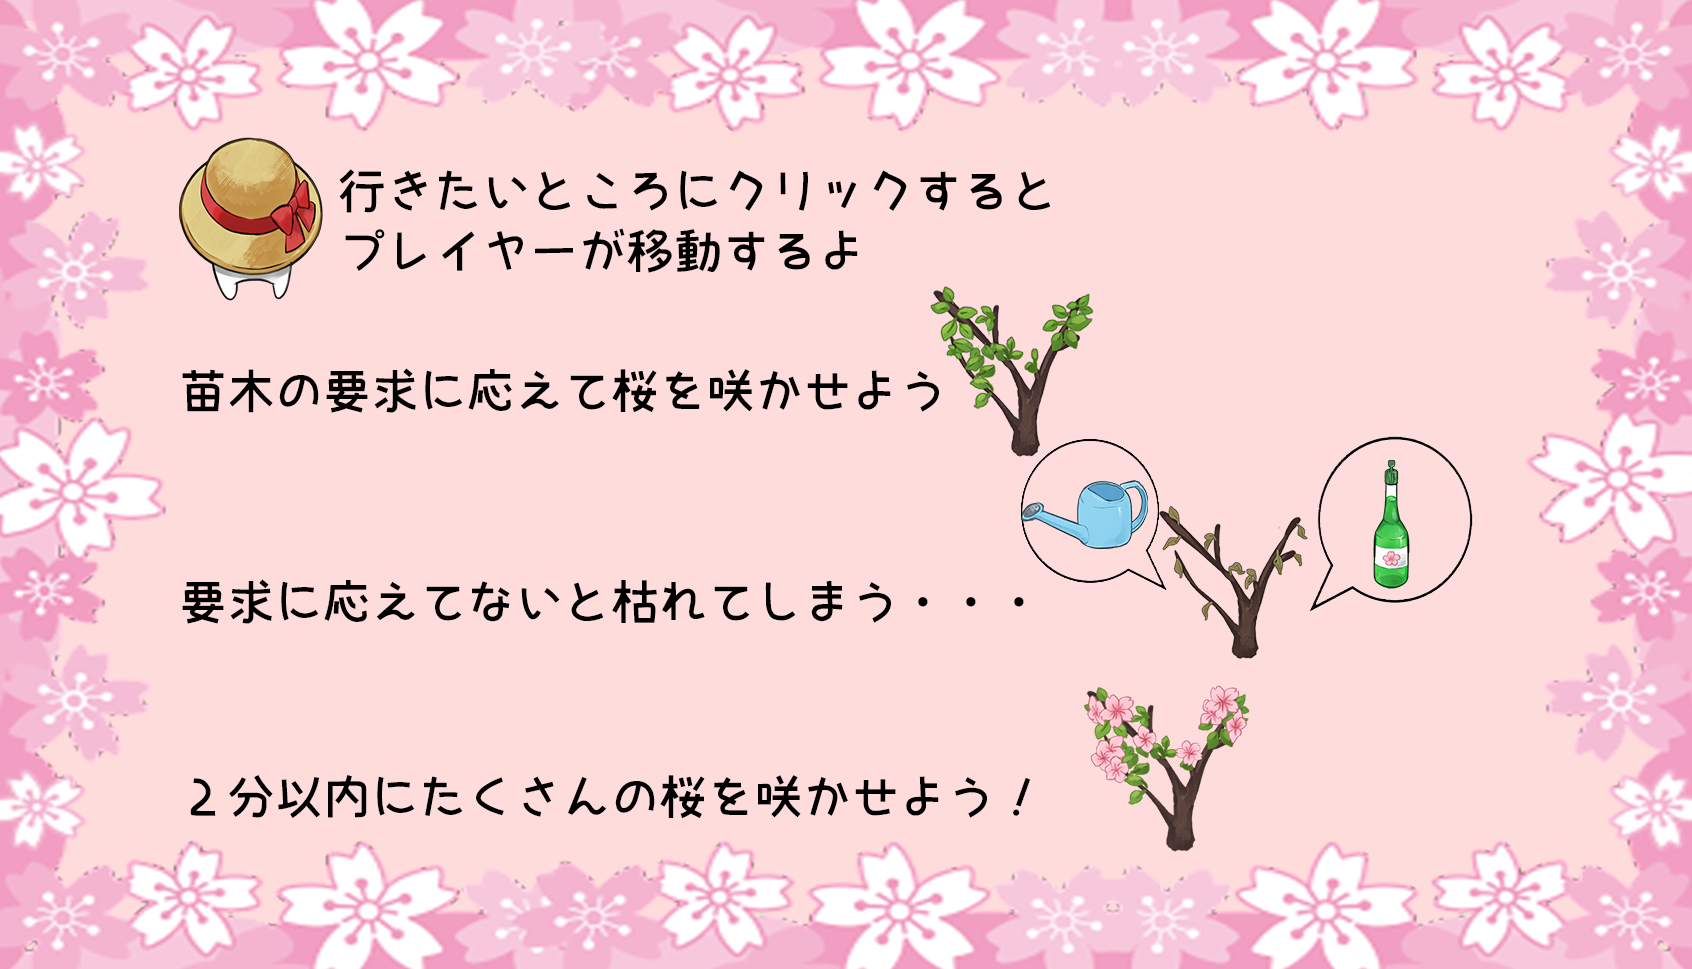 行きたいところにクリックすると
プレイヤーが移動するよ
苗木の要求に応えて桜を咲かせよう
要求に応えてないと枯れてしまう・・・
２分以内にたくさんの桜を咲かせよう！